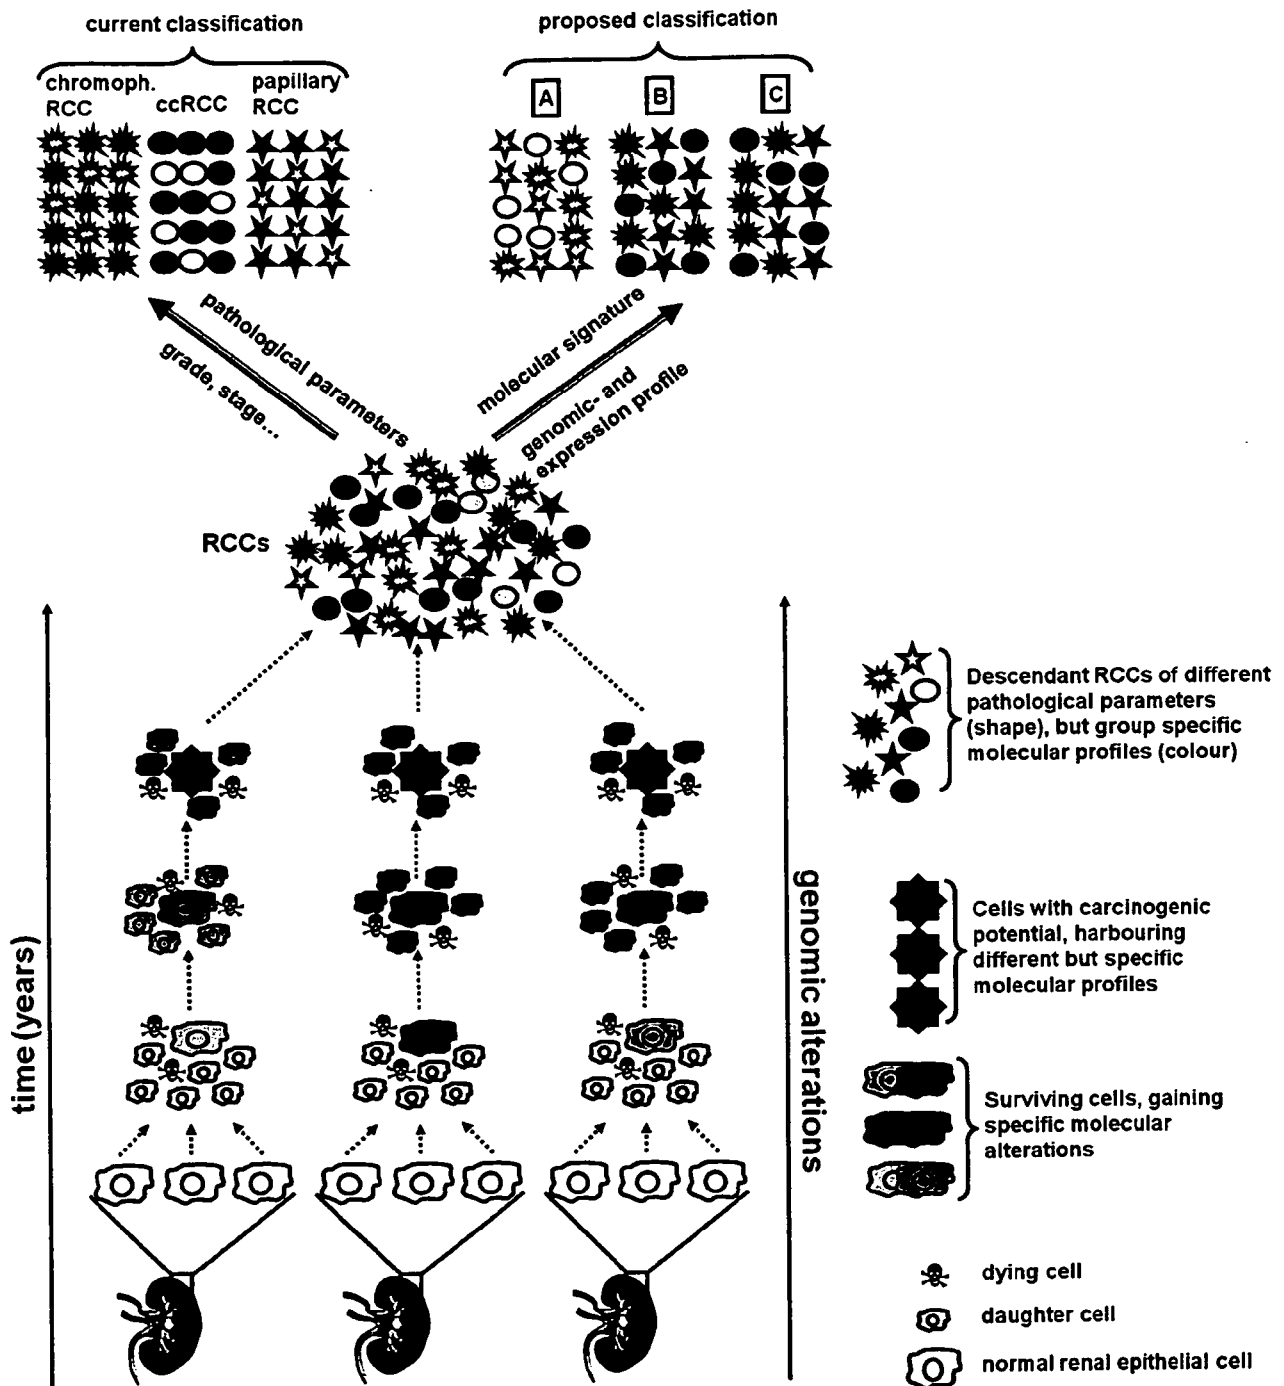 current classification
proposed classification
chromoph.
RCC
ccRCC
papillary
RCC
A
B
C
pathological parameters
grade, stage...
molecular signature
genomic- and
expression profile
RCCs
time (years)
genomic alterations
Descendant RCCs of different
pathological parameters
(shape), but group specific
molecular profiles (colour)
Cells with carcinogenic
potential, harbouring
different but specific
molecular profiles
Surviving cells, gaining
specific molecular
alterations
dying cell
daughter cell
normal renal epithelial cell